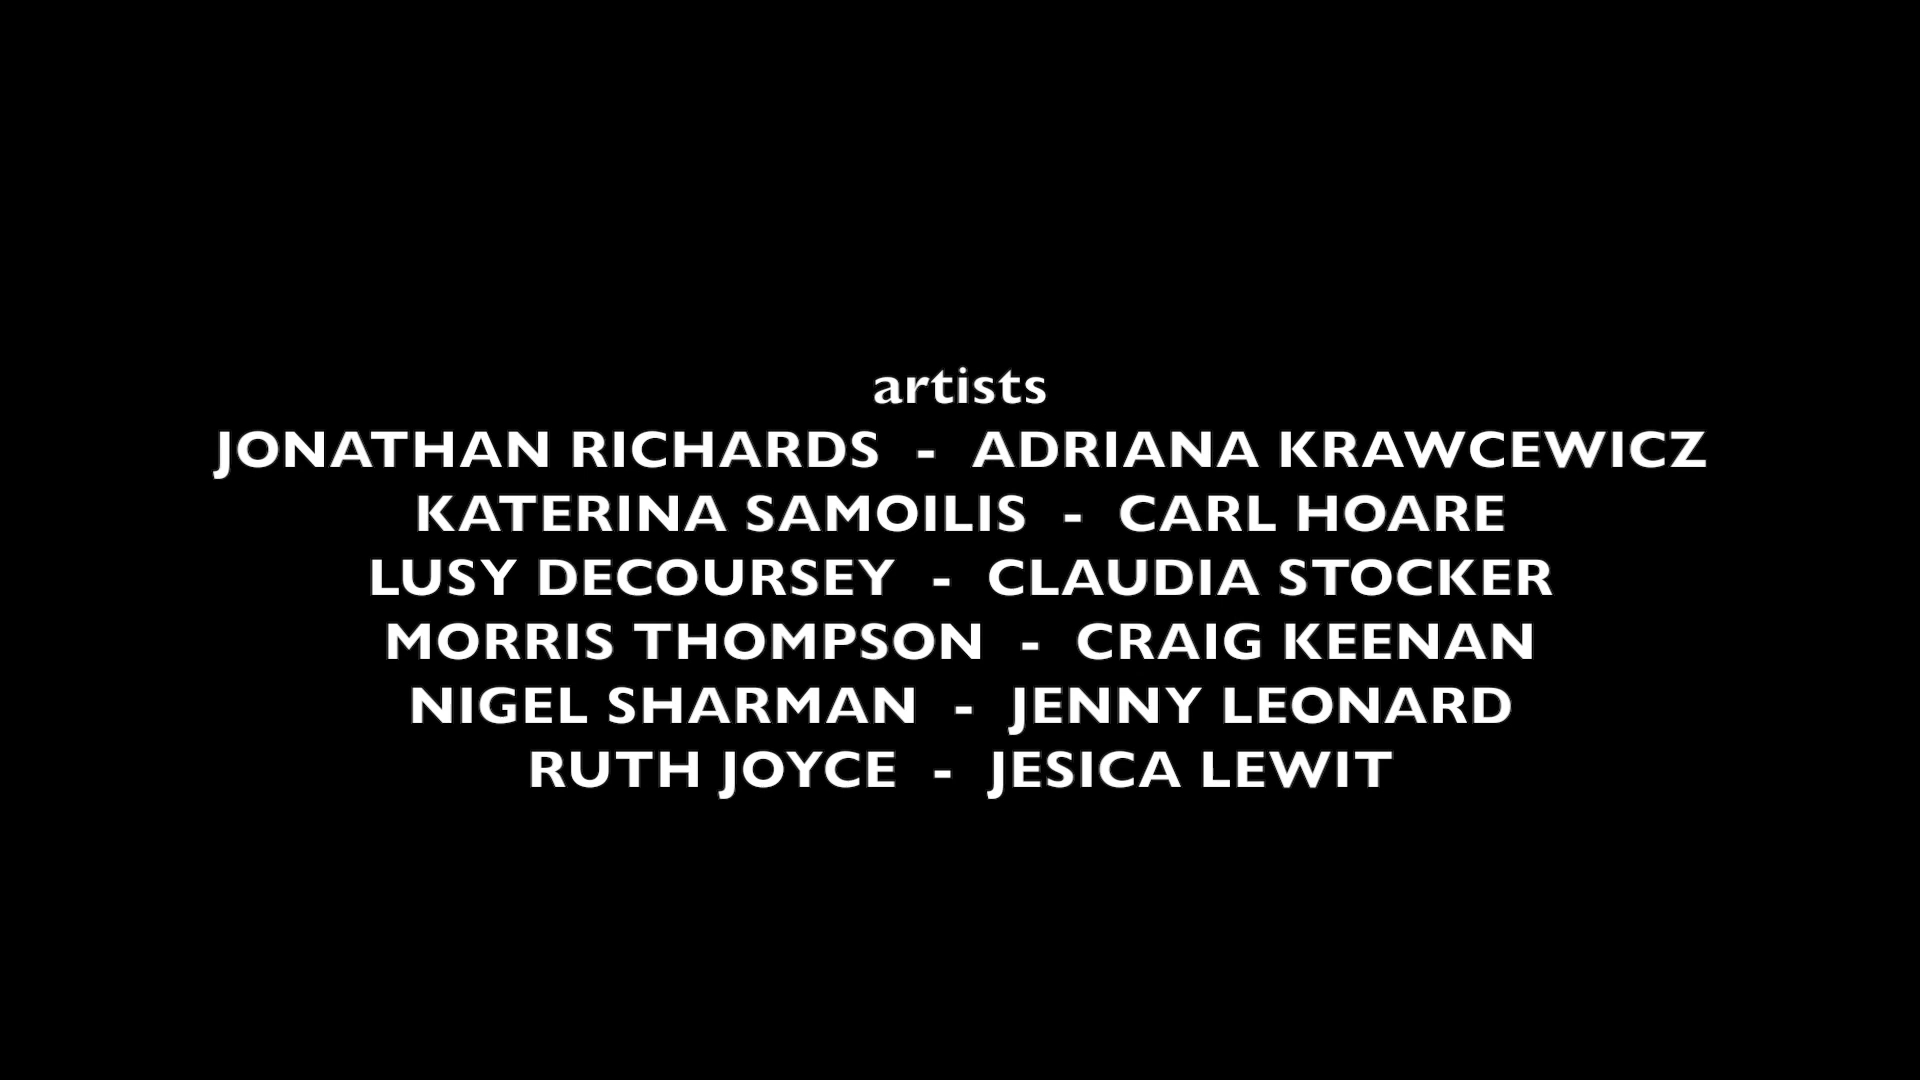 artists
JONATHAN RICHARDS - ADRIANA KRAWCEWICZ
KATERINA SAMOILIS - CARL HOARE
LUSY DECOURSEY - CLAUDIA STOCKER
MORRIS THOMPSON - CRAIG KEENAN
NIGEL SHARMAN - JENNY LEONARD
RUTH JOYCE - JESICA LEWIT